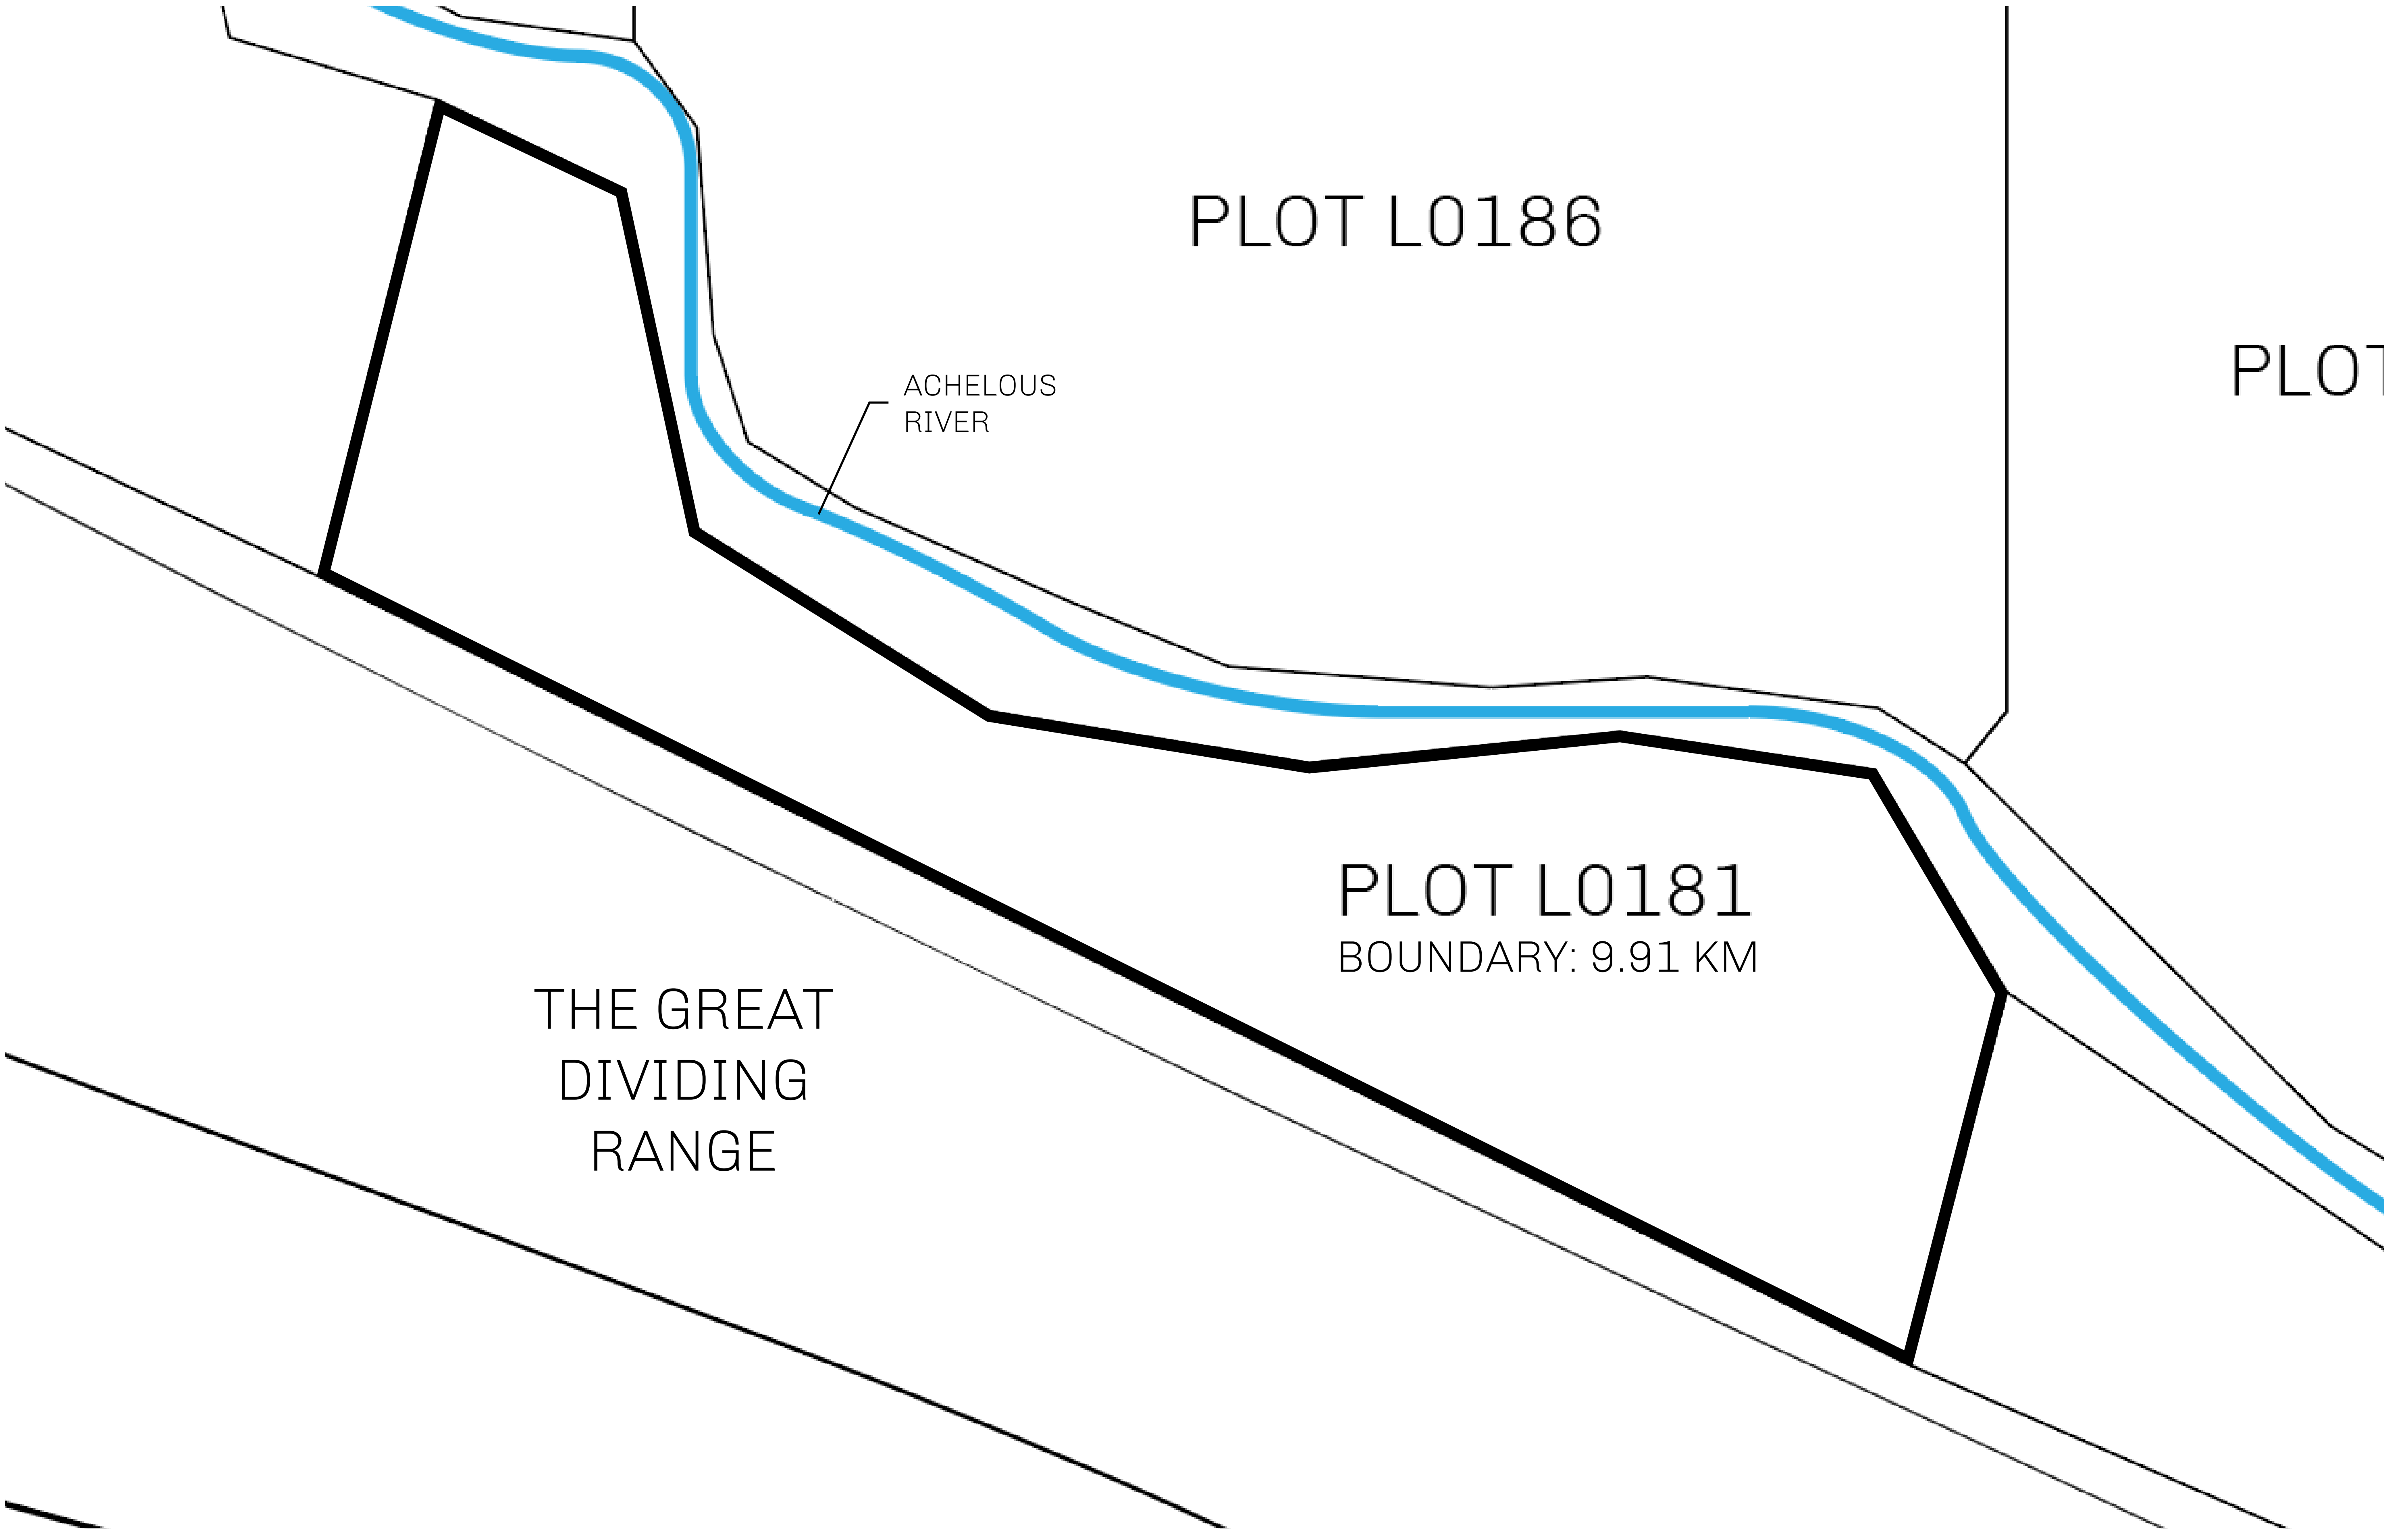 PLOT L0186
PLOT
ACHELOUS
RIVER
PLOT L0181
BOUNDARY: 9.91 KM
THE GREAT
DIVIDING
RANGE